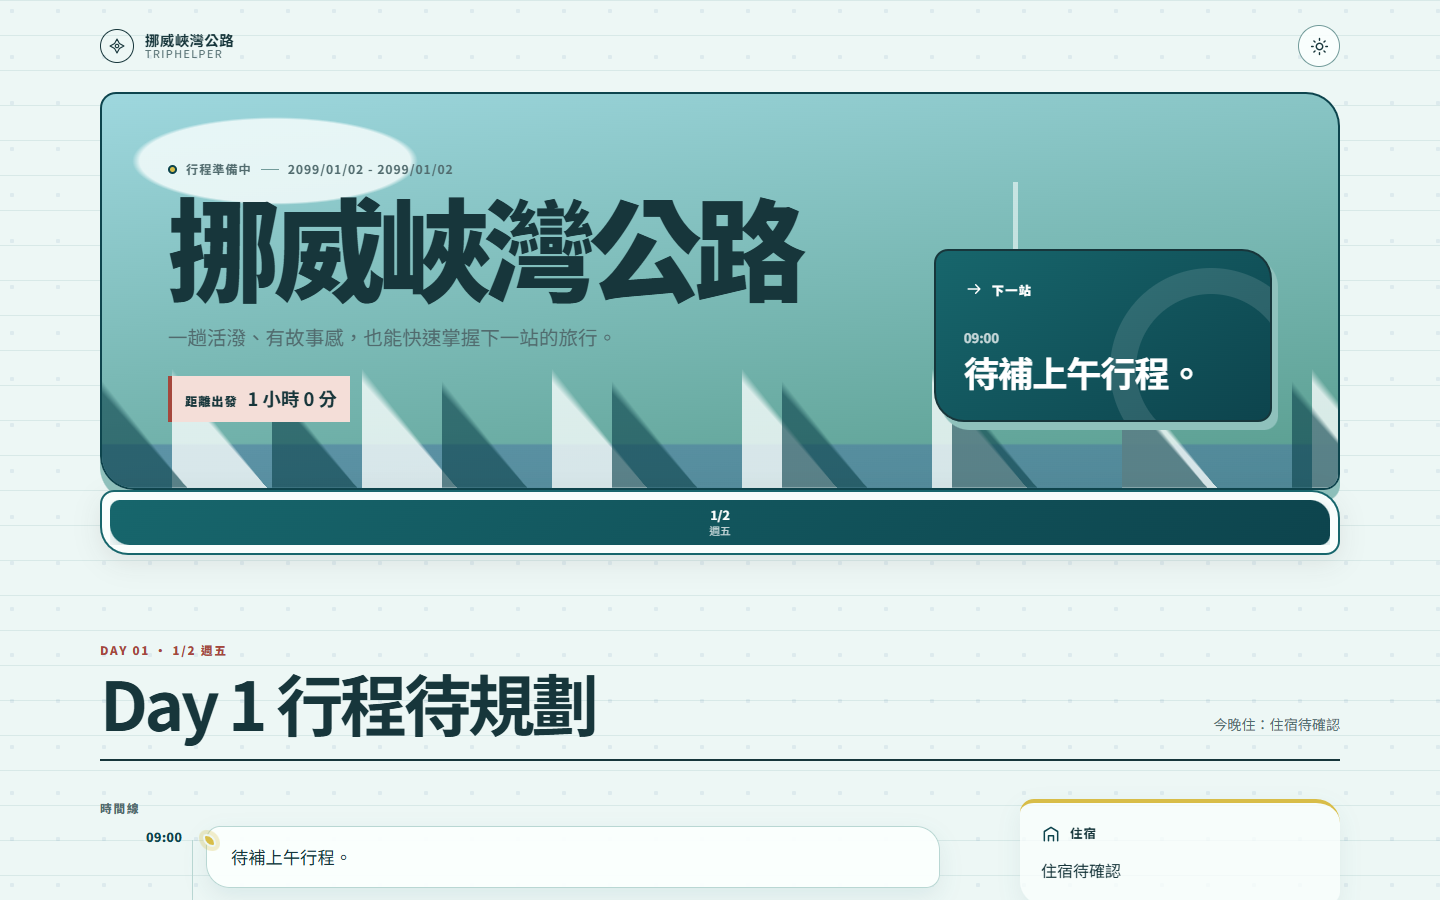 挪威峽灣公路
TRIPHELPER
行程準備中 — 2099/01/02 - 2099/01/02
挪威峽灣公路
一趟活潑、有故事感，也能快速掌握下一站的旅行。
距離出發 1 小時 0 分
→ 下一站
09:00
待補上午行程。
1/2
週五
DAY 01 · 1/2 週五
Day 1 行程待規劃
今晚住：住宿待確認
時間線
09:00
待補上午行程。
住宿
住宿待確認